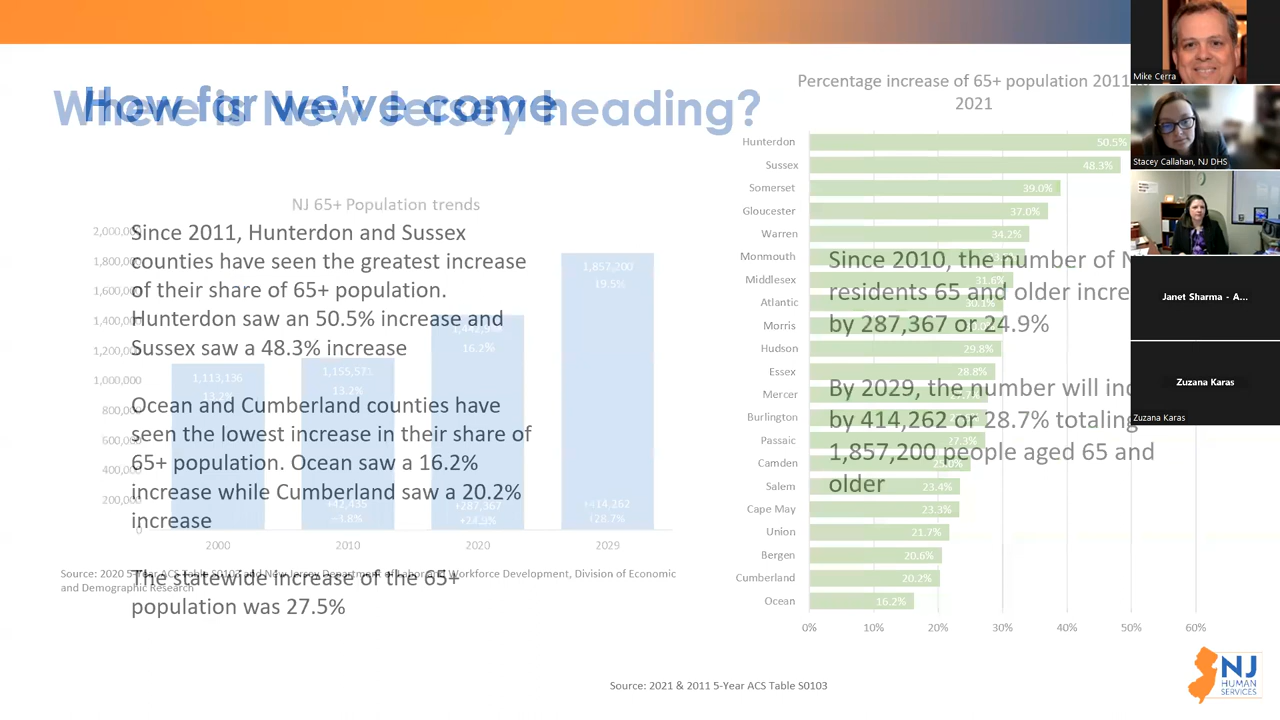 How far we've come
Where is New Jersey heading?
NJ 65+ Population trends
2,000,000
1,800,000
1,600,000
1,400,000
1,200,000
1,000,000
800,000
600,000
400,000
200,000
0
1,113,136
1,155,571
13.2%
+42,435
+3.8%
16.2%
+287,367
+24.9%
1,857,200
19.5%
+414,262
+28.7%
2000
2010
2020
2029
Since 2011, Hunterdon and Sussex
counties have seen the greatest increase
of their share of 65+ population.
Hunterdon saw an 50.5% increase and
Sussex saw a 48.3% increase
Ocean and Cumberland counties have
seen the lowest increase in their share of
65+ population. Ocean saw a 16.2%
increase while Cumberland saw a 20.2%
increase
The statewide increase of the 65+
population was 27.5%
Source: 2020 5-Year ACS Table and New Jersey Department of Labor and Workforce Development, Division of Economic
and Demographic Research
Percentage increase of 65+ population 2011
2021
Hunterdon 50.5%
Sussex 48.3%
Somerset 39.0%
Gloucester 37.0%
Warren 34.2%
Monmouth
Middlesex 31.6%
Atlantic 30.1%
Morris
Hudson 29.8%
Essex 28.8%
Mercer
Burlington
Passaic 27.3%
Camden 25.0%
Salem 23.4%
Cape May 23.3%
Union 21.7%
Bergen 20.6%
Cumberland 20.2%
Ocean 16.2%
0% 10% 20% 30% 40% 50% 60%
Since 2010, the number of
residents 65 and older
by 287,367 or 24.9%
By 2029, the number will
by 414,262 or 28.7% totaling
1,857,200 people aged 65 and
older
Source: 2021 & 2011 5-Year ACS Table S0103
NJ
HUMAN
SERVICES
Mike Cerra
Stacey Callahan, NJ DHS
Janet Sharma - A...
Zuzana Karas
Zuzana Karas